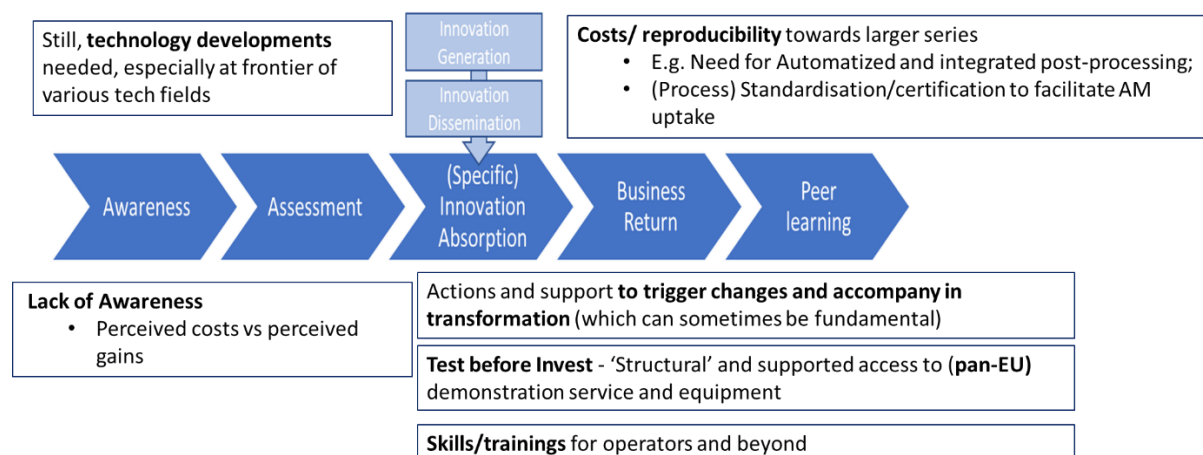 Still, technology developments
needed, especially at frontier of
various tech fields
Innovation
Generation
Innovation
Dissemination
Costs/ reproducibility towards larger series
• E.g. Need for Automatized and integrated post-processing;
• (Process) Standardisation/certification to facilitate AM
uptake
Awareness
Assessment
(Specific)
Innovation
Absorption
Business
Return
Peer
learning
Lack of Awareness
• Perceived costs vs perceived
gains
Actions and support to trigger changes and accompany in
transformation (which can sometimes be fundamental)
Test before Invest - ‘Structural’ and supported access to (pan-EU)
demonstration service and equipment
Skills/trainings for operators and beyond